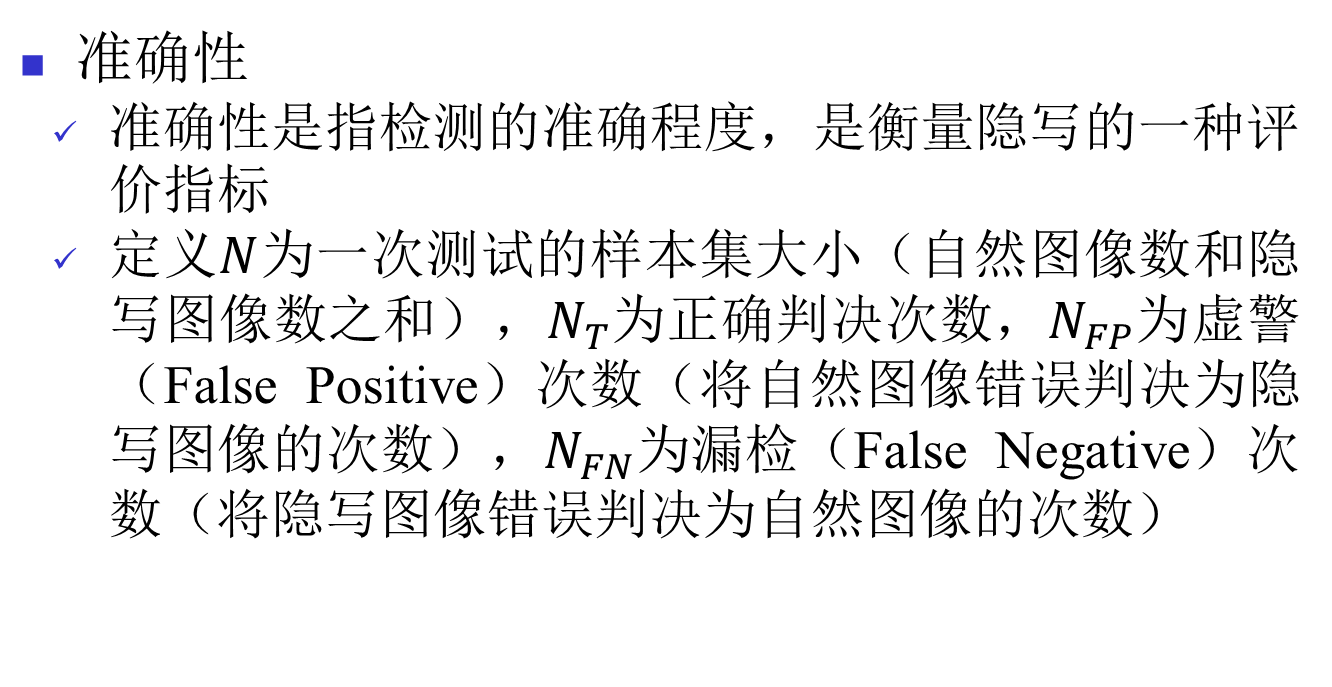 ■ 准确性
✓ 准确性是指检测的准确程度，是衡量隐写的一种评
价指标
✓ 定义N为一次测试的样本集大小（自然图像数和隐
写图像数之和），N_T为正确判决次数，N_FP为虚警
（False Positive）次数（将自然图像错误判决为隐
写图像的次数），N_FN为漏检（False Negative）次
数（将隐写图像错误判决为自然图像的次数）